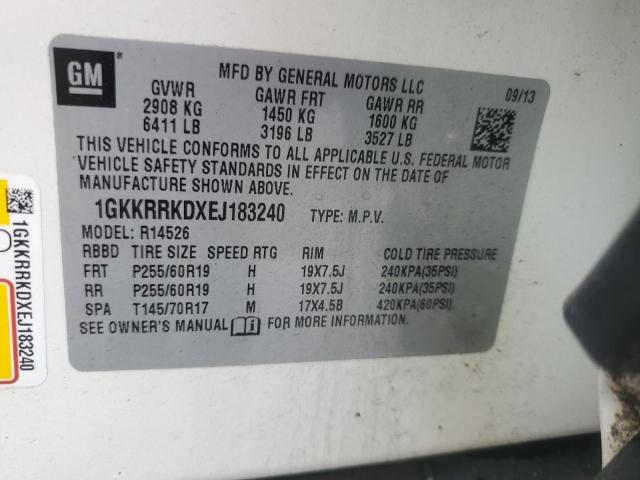 GM
MFD BY GENERAL MOTORS LLC
09/13
GVWR GAWR FRT GAWR RR
2908 KG 1450 KG 1600 KG
6411 LB 3196 LB 3527 LB
THIS VEHICLE CONFORMS TO ALL APPLICABLE U.S. FEDERAL MOTOR
VEHICLE SAFETY STANDARDS IN EFFECT ON THE DATE OF
MANUFACTURE SHOWN ABOVE.
1GKKRRKDXEJ183240 TYPE: M.P.V.
MODEL: R14526
RBBD TIRE SIZE SPEED RTG RIM COLD TIRE PRESSURE
FRT P255/60R19 H 19X7.5J 240KPA(35PSI)
RR P255/60R19 H 19X7.5J 240KPA(35PSI)
SPA T145/70R17 M 17X4.5B 420KPA(60PSI)
SEE OWNER'S MANUAL FOR MORE INFORMATION.
1GKKRRKDXEJ183240